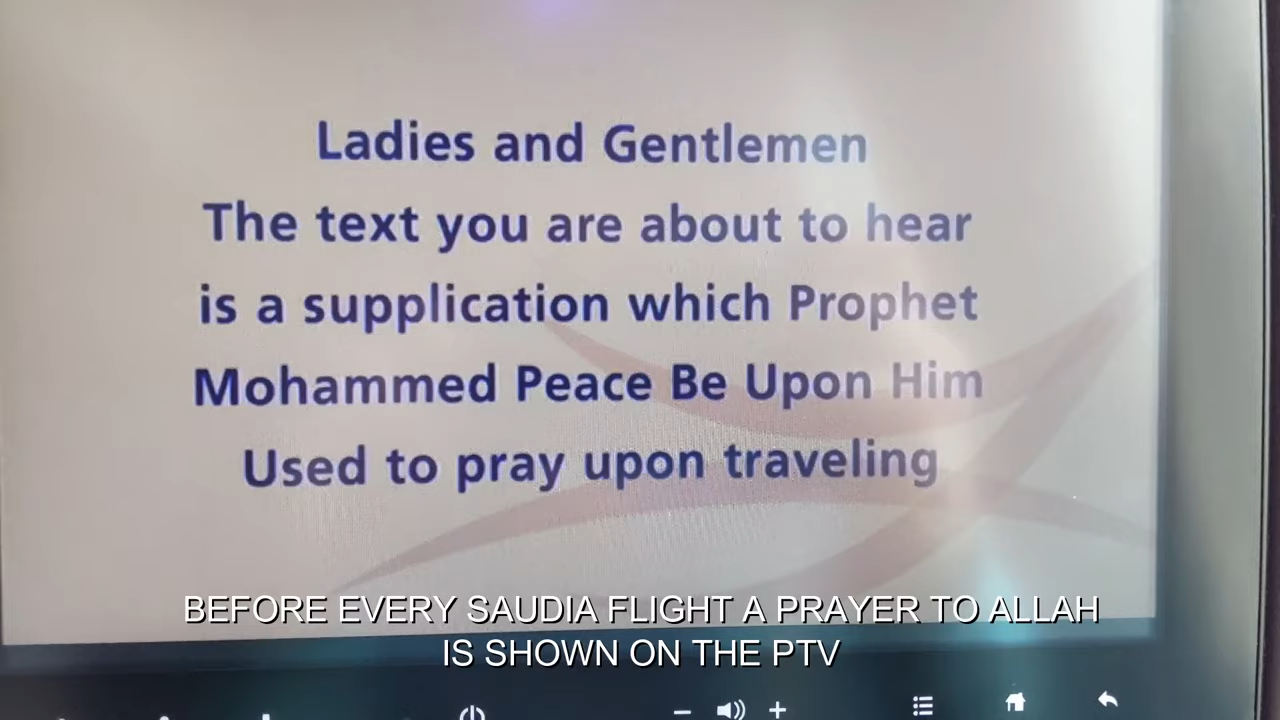 Ladies and Gentlemen
The text you are about to hear
is a supplication which Prophet
Mohammed Peace Be Upon Him
Used to pray upon traveling
BEFORE EVERY SAUDIA FLIGHT A PRAYER TO ALLAH
IS SHOWN ON THE PTV